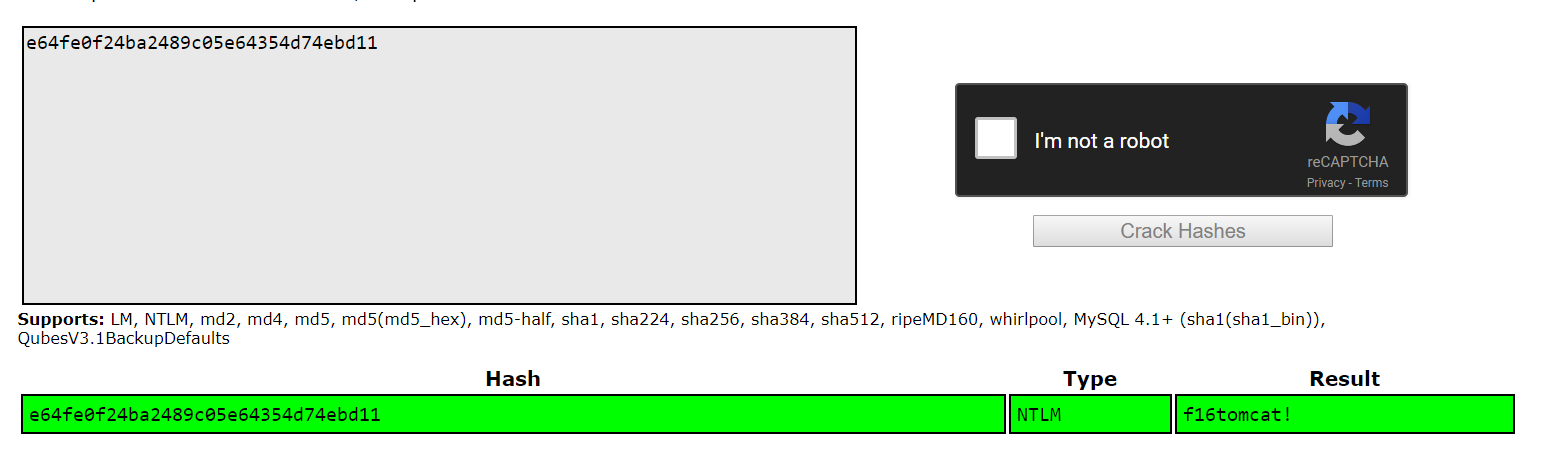 e64fe0f24ba2489c05e64354d74ebd11
I'm not a robot
reCAPTCHA
Privacy - Terms
Crack Hashes
Supports: LM, NTLM, md2, md4, md5, md5(md5_hex), md5-half, sha1, sha224, sha256, sha384, sha512, ripeMD160, whirlpool, MySQL 4.1+ (sha1(sha1_bin)),
QubesV3.1BackupDefaults
Hash Type Result
e64fe0f24ba2489c05e64354d74ebd11 NTLM f16tomcat!